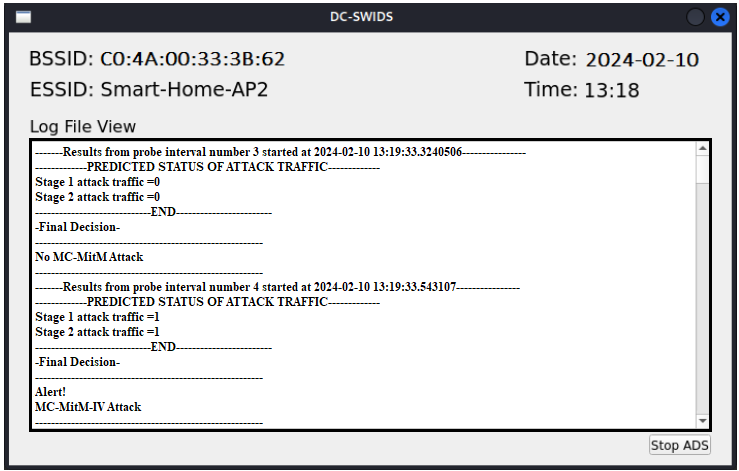 DC-SWIDS
BSSID: C0:4A:00:33:3B:62
Date: 2024-02-10
ESSID: Smart-Home-AP2
Time: 13:18
Log File View
-------Results from probe interval number 3 started at 2024-02-10 13:19:33.3240506----------------
-------------PREDICTED STATUS OF ATTACK TRAFFIC-------------
Stage 1 attack traffic =0
Stage 2 attack traffic =0
-----------------------------END------------------------
-Final Decision-
---------------------------------------------------------
No MC-MitM Attack
---------------------------------------------------------
-------Results from probe interval number 4 started at 2024-02-10 13:19:33.543107----------------
-------------PREDICTED STATUS OF ATTACK TRAFFIC-------------
Stage 1 attack traffic =1
Stage 2 attack traffic =1
-----------------------------END------------------------
-Final Decision-
---------------------------------------------------------
Alert!
MC-MitM-IV Attack
---------------------------------------------------------
Stop ADS